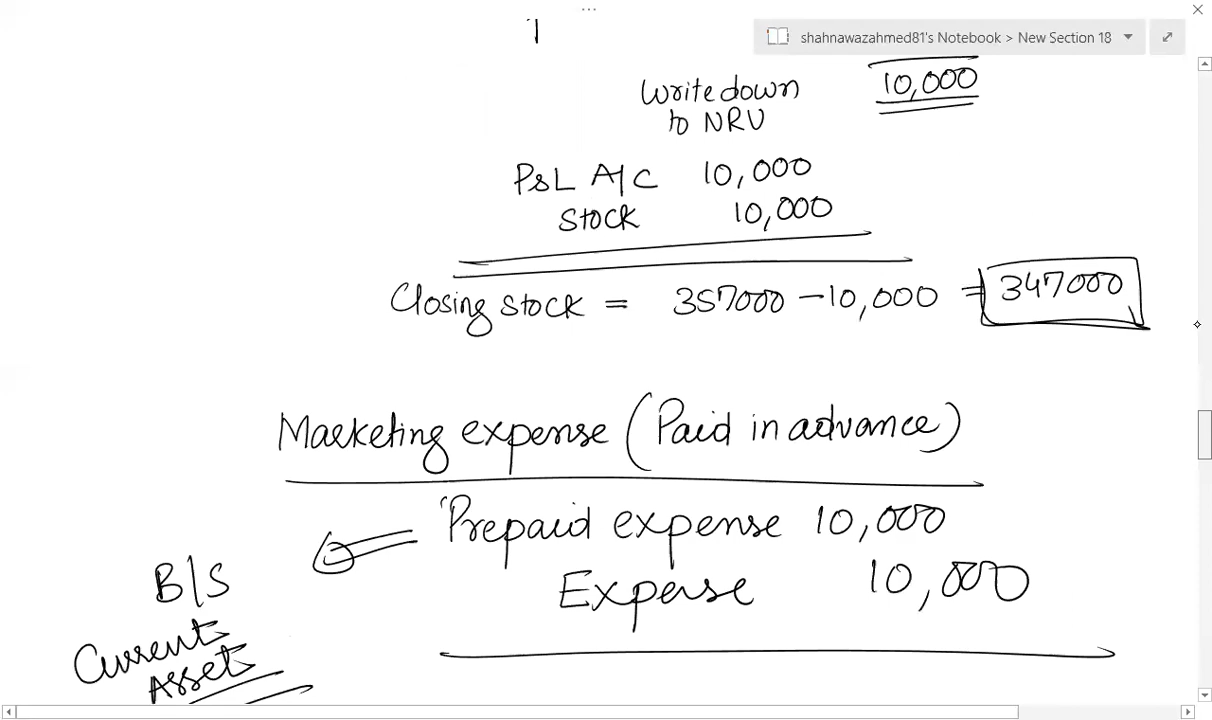 shahnawazahmed81's Notebook > New Section 18
10,000
Write down
to NRV
P&L A/C 10,000
Stock 10,000
Closing stock = 357000 - 10,000 = 347000
Marketing expense (Paid in advance)
Prepaid expense 10,000
Expense 10,000
B/S
Current
Asset